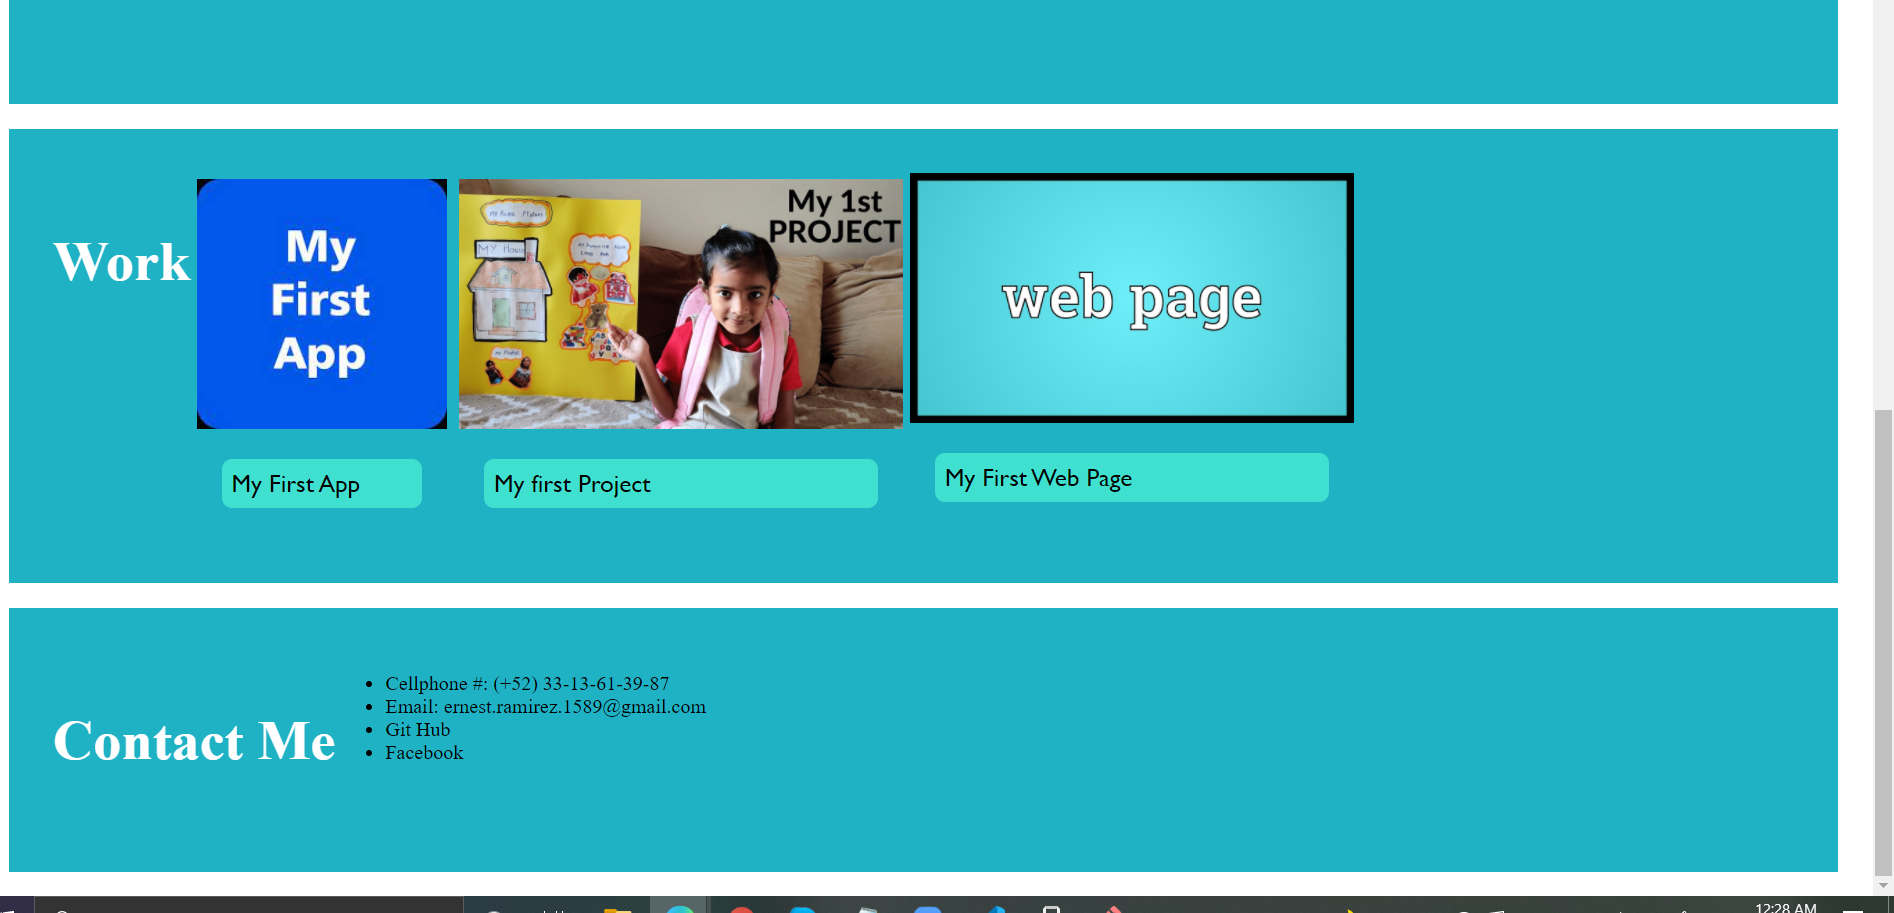 Work
My
First
App
My 1st
PROJECT
MY House
web page
My First App
My first Project
My First Web Page
Contact Me
Cellphone #: (+52) 33-13-61-39-87
Email: ernest.ramirez.1589@gmail.com
Git Hub
Facebook
12:28 AM